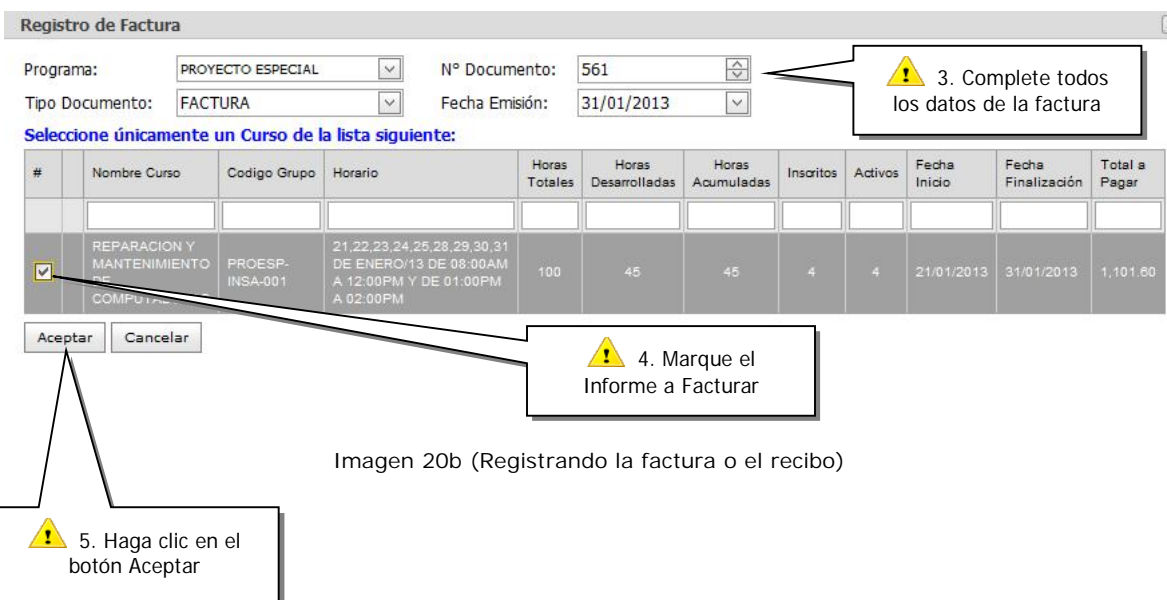 Registro de Factura
Programa: PROYECTO ESPECIAL Nº Documento: 561
Tipo Documento: FACTURA Fecha Emisión: 31/01/2013
3. Complete todos
los datos de la factura
Seleccione únicamente un Curso de la lista siguiente:
# Nombre Curso Codigo Grupo Horario Horas Totales Horas Desarrolladas Horas Acumuladas Inscritos Activos Fecha Inicio Fecha Finalización Total a Pagar
REPARACION Y
MANTENIMIENTO
PROESP-
INSA-001
21,22,23,24,25,28,29,30,31
DE ENERO/13 DE 08:00AM
A 12:00PM Y DE 01:00PM
A 02:00PM
100 45 45 4 4 21/01/2013 31/01/2013 1,101.60
Aceptar Cancelar
4. Marque el
Informe a Facturar
Imagen 20b (Registrando la factura o el recibo)
5. Haga clic en el
botón Aceptar